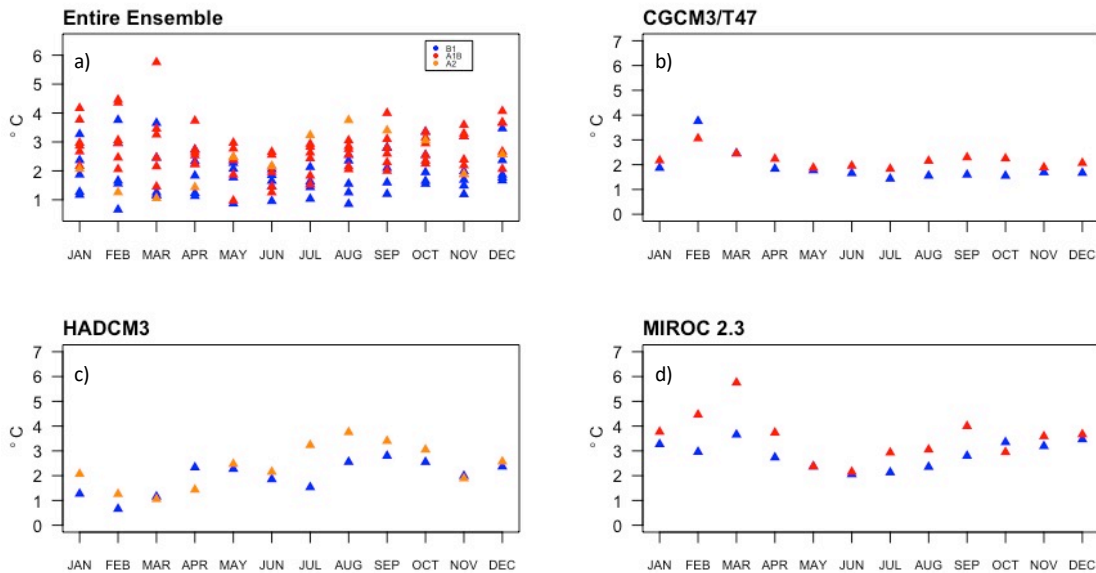 Entire Ensemble
a)
B1
A1B
A2
° C
6
5
4
3
2
1
JAN FEB MAR APR MAY JUN JUL AUG SEP OCT NOV DEC
CGCM3/T47
b)
° C
7
6
5
4
3
2
1
0
JAN FEB MAR APR MAY JUN JUL AUG SEP OCT NOV DEC
HADCM3
c)
° C
7
6
5
4
3
2
1
0
JAN FEB MAR APR MAY JUN JUL AUG SEP OCT NOV DEC
MIROC 2.3
d)
° C
7
6
5
4
3
2
1
0
JAN FEB MAR APR MAY JUN JUL AUG SEP OCT NOV DEC